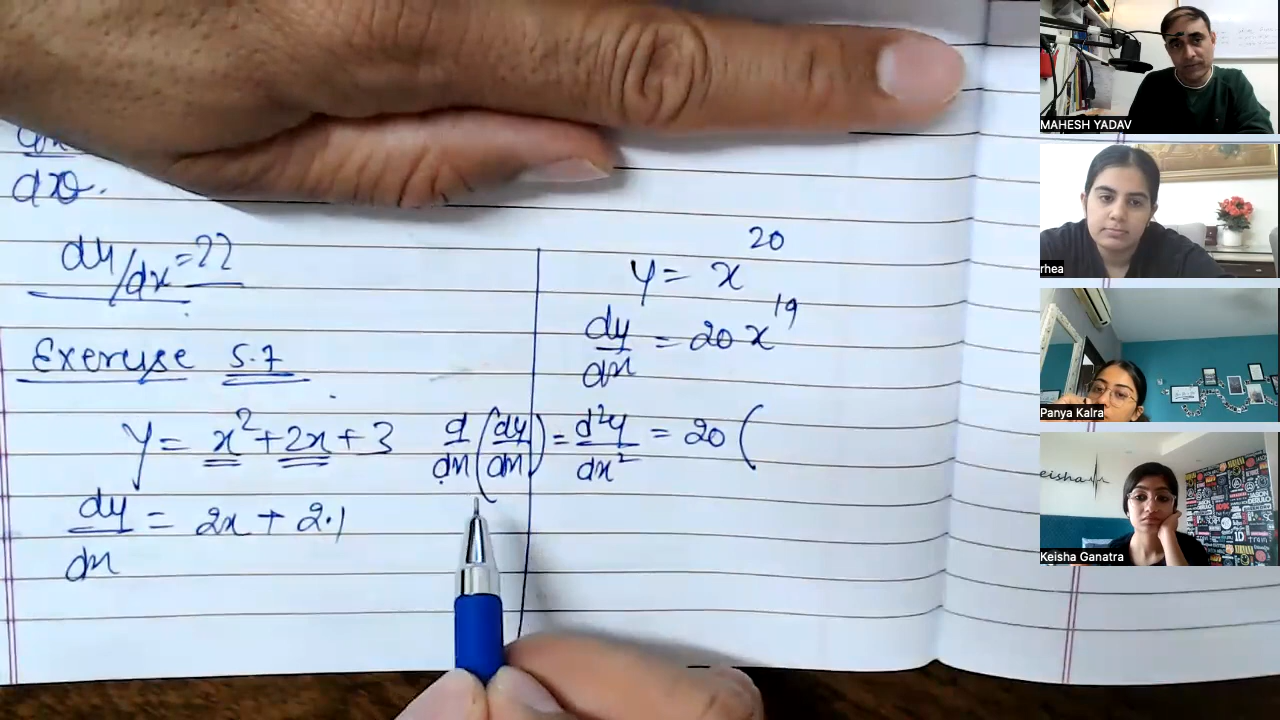 dx.
dy/dx = ??
Exercise 5.7
y = x² + 2x + 3
dy/dx = 2x + 2.1
y = x²⁰
dy/dx = 20 x¹⁹
d/dx (dy/dx) = d²y/dx² = 20 (
MAHESH YADAV
rhea
Panya Kalra
keisha
Keisha Ganatra